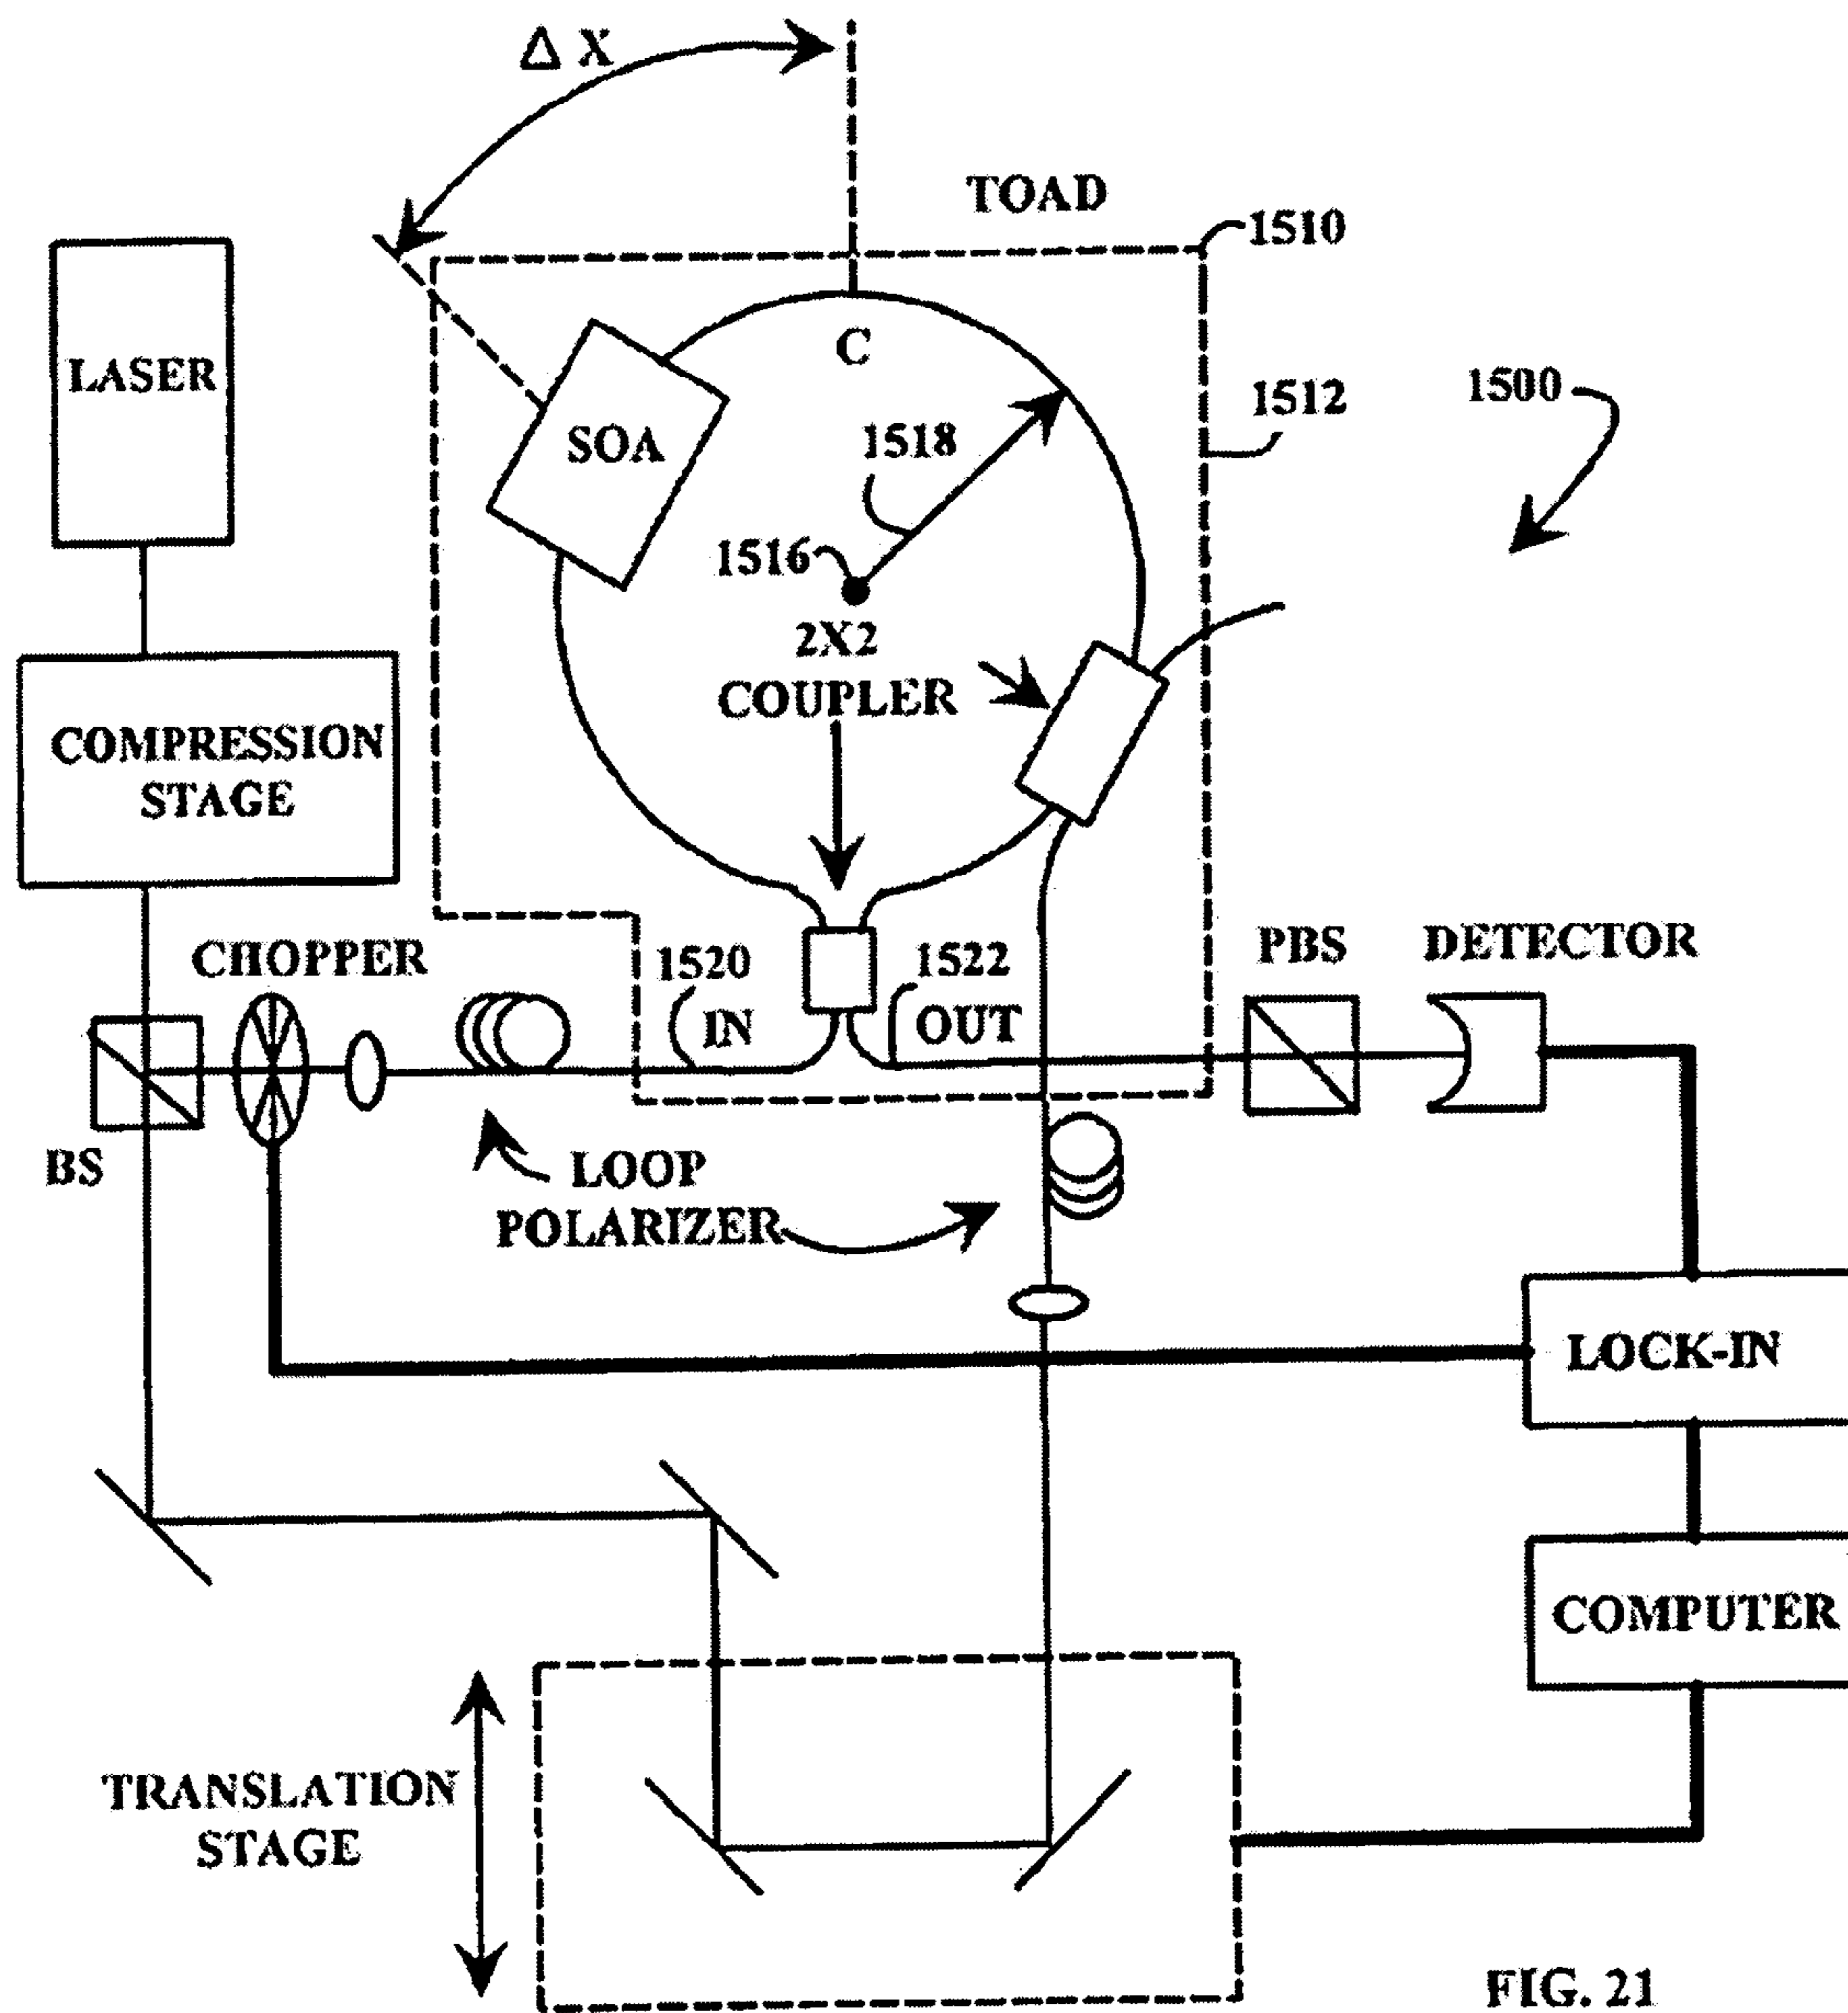 Δ X
TOAD
1510
LASER
C
1512
1500
SOA
1518
1516
2X2
COUPLER
COMPRESSION
STAGE
CHOPPER
1520
1522
PBS
DETECTOR
IN
OUT
BS
LOOP
POLARIZER
LOCK-IN
COMPUTER
TRANSLATION
STAGE
FIG. 21